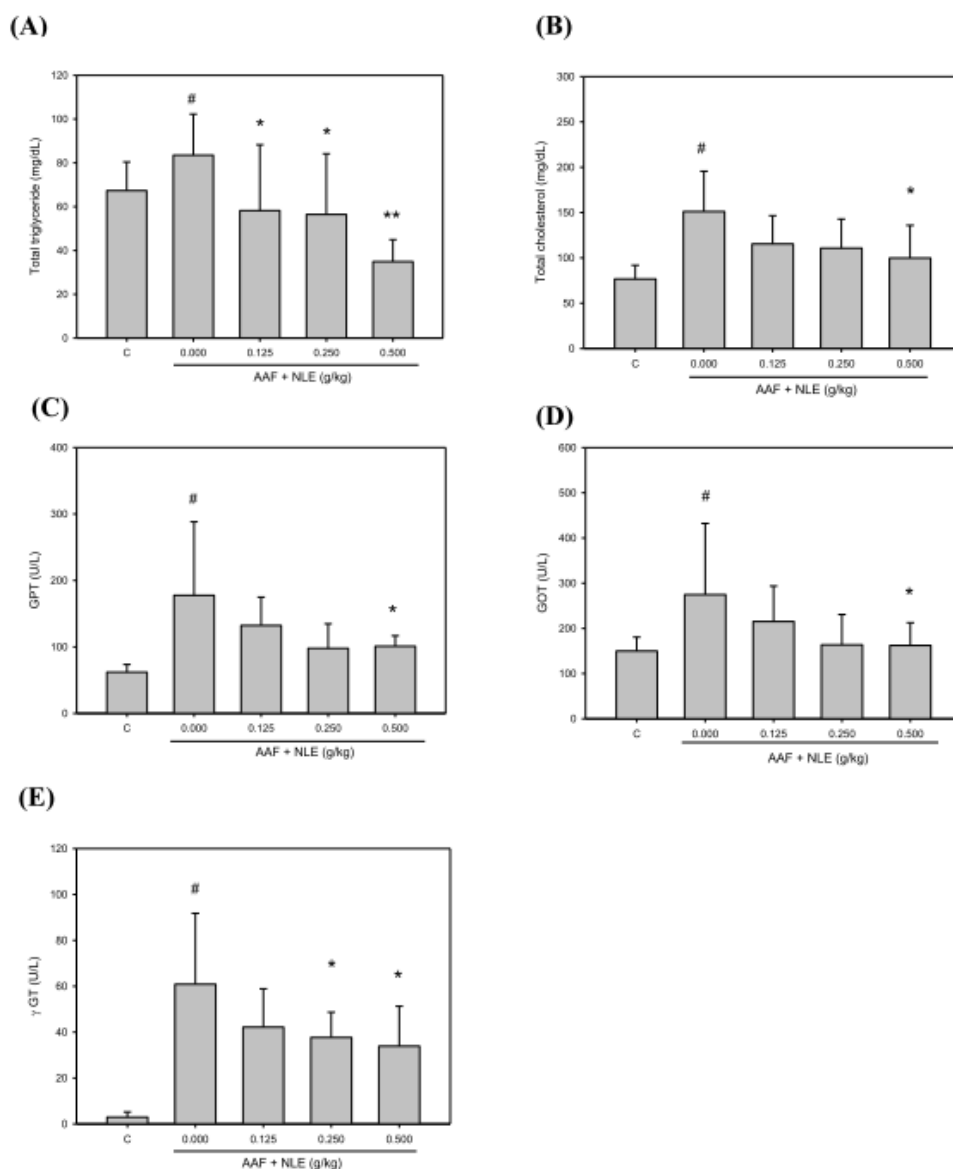 (A)
Total triglyceride (mg/dL)
120
100
80
60
40
20
0
#
*
*
**
C 0.000 0.125 0.250 0.500
AAF + NLE (g/kg)
(B)
Total cholesterol (mg/dL)
300
250
200
150
100
50
0
#
*
C 0.000 0.125 0.250 0.500
AAF + NLE (g/kg)
(C)
GPT (U/L)
400
300
200
100
0
#
*
C 0.000 0.125 0.250 0.500
AAF + NLE (g/kg)
(D)
GOT (U/L)
600
500
400
300
200
100
0
#
*
C 0.000 0.125 0.250 0.500
AAF + NLE (g/kg)
(E)
γ GT (U/L)
120
100
80
60
40
20
0
#
*
*
C 0.000 0.125 0.250 0.500
AAF + NLE (g/kg)